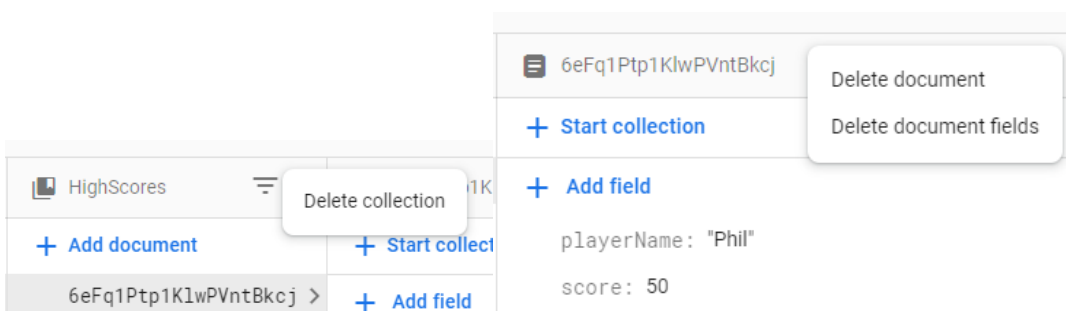 HighScores
Delete collection
1K
+ Add document
+ Start collect
6eFq1Ptp1KlwPVntBkcj >
+ Add field
6eFq1Ptp1KlwPVntBkcj
Delete document
Delete document fields
+ Start collection
+ Add field
playerName: "Phil"
score: 50